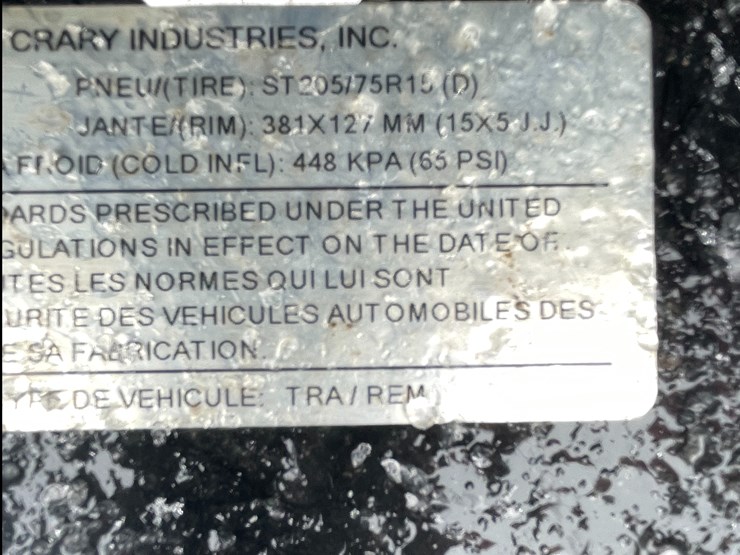 CRARY INDUSTRIES, INC.
PNEU/(TIRE): ST205/75R15 (D)
JANTE/(RIM): 381X127 MM (15X5 J.J.)
FROID (COLD INFL): 448 KPA (65 PSI)
ARDS PRESCRIBED UNDER THE UNITED
GULATIONS IN EFFECT ON THE DATE OF
TES LES NORMES QUI LUI SONT
URITE DES VEHICULES AUTOMOBILES DES
E SA FABRICATION.
YPE DE VEHICULE: TRA / REM